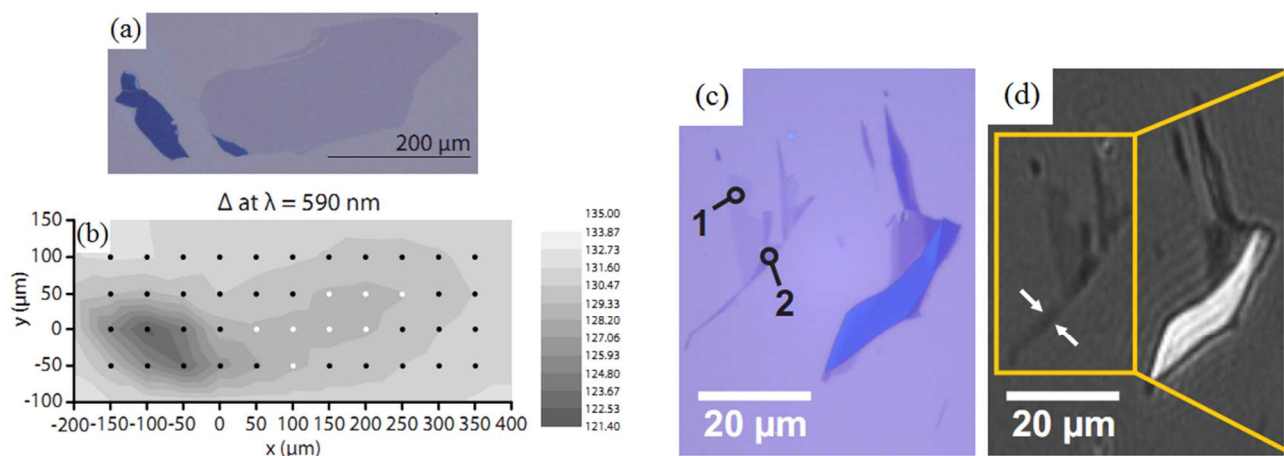 (a)
200 µm
Δ at λ = 590 nm
(b)
150
100
50
0
-50
-100
y (µm)
-200 -150 -100 -50 0 50 100 150 200 250 300 350 400
x (µm)
135.00
133.87
132.73
131.60
130.47
129.33
128.20
127.07
125.93
124.80
123.67
122.53
121.40
(c)
1
2
20 µm
(d)
20 µm